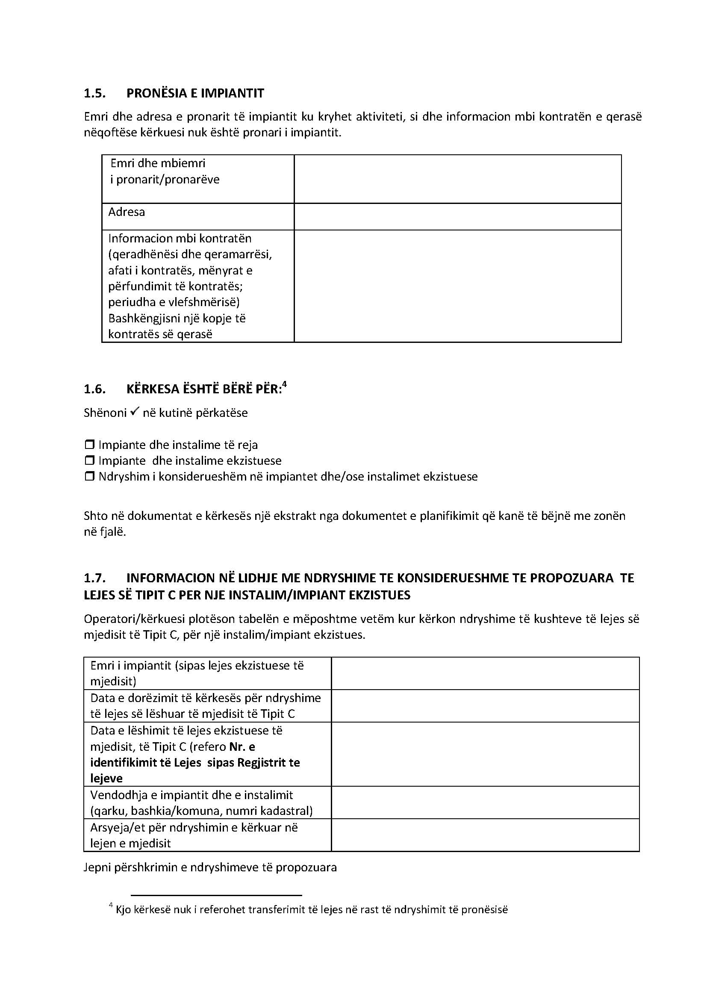 1.5. PRONËSIA E IMPIANTIT
Emri dhe adresa e pronarit të impiantit ku kryhet aktiviteti, si dhe informacion mbi kontratën e qerasë
nëqoftëse kërkuesi nuk është pronari i impiantit.
Emri dhe mbiemri
i pronarit/pronarëve
Adresa
Informacion mbi kontratën
(qeradhënësi dhe qeramarrësi,
afati i kontratës, mënyrat e
përfundimit të kontratës;
periudha e vlefshmërisë)
Bashkëngjisni një kopje të
kontratës së qerasë
1.6. KËRKESA ËSHTË BËRË PËR:4
Shënoni ✓ në kutinë përkatëse
❒ Impiante dhe instalime të reja
❒ Impiante dhe instalime ekzistuese
❒ Ndryshim i konsiderueshëm në impiantet dhe/ose instalimet ekzistuese
Shto në dokumentat e kërkesës një ekstrakt nga dokumentet e planifikimit që kanë të bëjnë me zonën
në fjalë.
1.7. INFORMACION NË LIDHJE ME NDRYSHIME TE KONSIDERUESHME TE PROPOZUARA TE
LEJES SË TIPIT C PER NJE INSTALIM/IMPIANT EKZISTUES
Operatori/kërkuesi plotëson tabelën e mëposhtme vetëm kur kërkon ndryshime të kushteve të lejes së
mjedisit të Tipit C, për një instalim/impiant ekzistues.
Emri i impiantit (sipas lejes ekzistuese të
mjedisit)
Data e dorëzimit të kërkesës për ndryshime
të lejes së lëshuar të mjedisit të Tipit C
Data e lëshimit të lejes ekzistuese të
mjedisit, të Tipit C (refero Nr. e
identifikimit të Lejes sipas Regjistrit te
lejeve
Vendodhja e impiantit dhe e instalimit
(qarku, bashkia/komuna, numri kadastral)
Arsyeja/et për ndryshimin e kërkuar në
lejen e mjedisit
Jepni përshkrimin e ndryshimeve të propozuara
4 Kjo kërkesë nuk i referohet transferimit të lejes në rast të ndryshimit të pronësisë